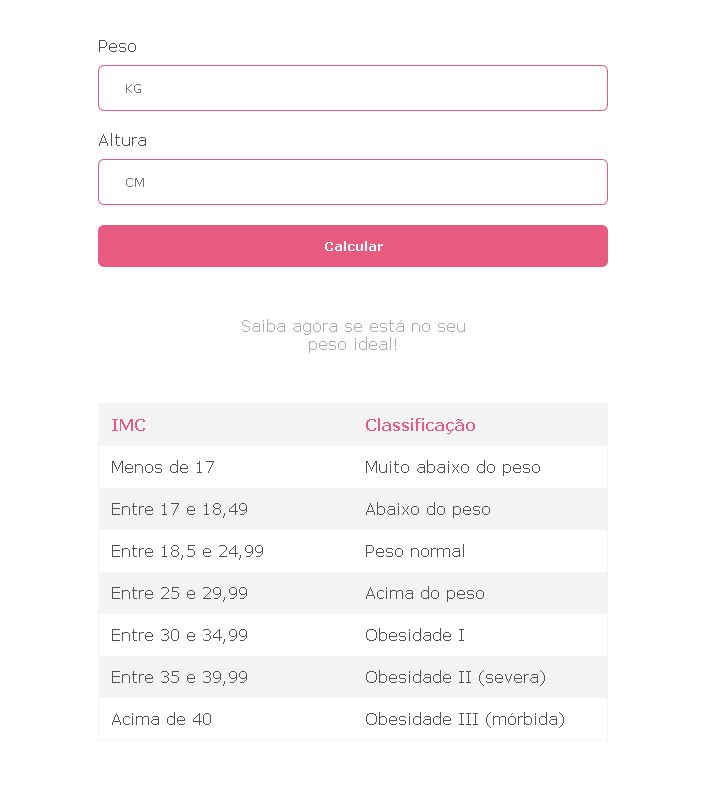 Peso
KG
Altura
CM
Calcular
Saiba agora se está no seu
peso ideal!
IMC Classificação
Menos de 17 Muito abaixo do peso
Entre 17 e 18,49 Abaixo do peso
Entre 18,5 e 24,99 Peso normal
Entre 25 e 29,99 Acima do peso
Entre 30 e 34,99 Obesidade I
Entre 35 e 39,99 Obesidade II (severa)
Acima de 40 Obesidade III (mórbida)